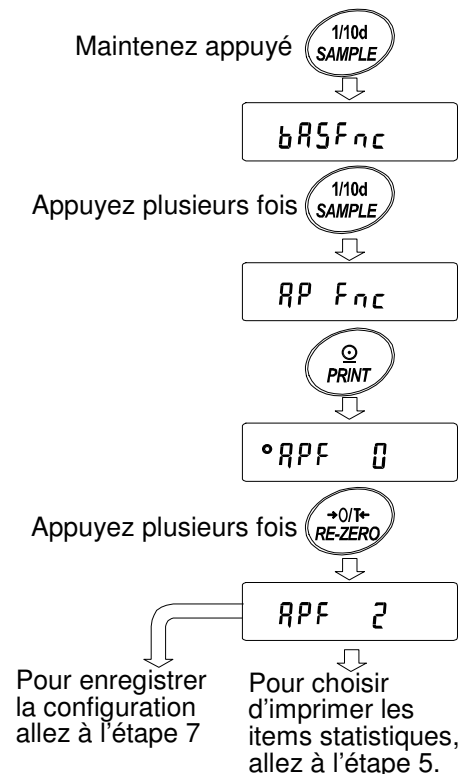 Maintenez appuyé
1/10d
SAMPLE
bASFnc
Appuyez plusieurs fois
1/10d
SAMPLE
AP Fnc
PRINT
APF 0
Appuyez plusieurs fois
→0/T←
RE-ZERO
APF 2
Pour enregistrer
la configuration
allez à l'étape 7
Pour choisir
d'imprimer les
items statistiques,
allez à l'étape 5.